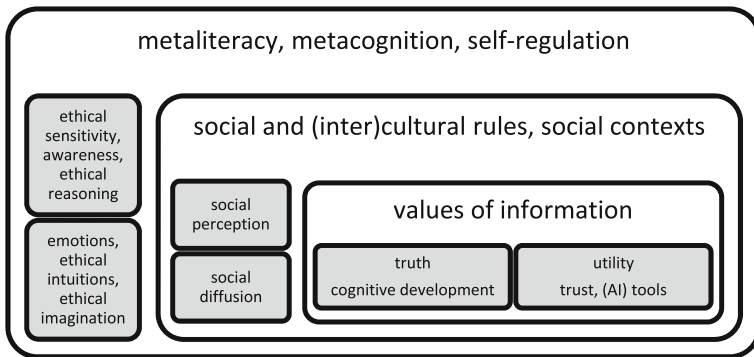 metaliteracy, metacognition, self-regulation
ethical
sensitivity,
awareness,
ethical
reasoning
emotions,
ethical
intuitions,
ethical
imagination
social and (inter)cultural rules, social contexts
social
perception
social
diffusion
values of information
truth
cognitive development
utility
trust, (AI) tools